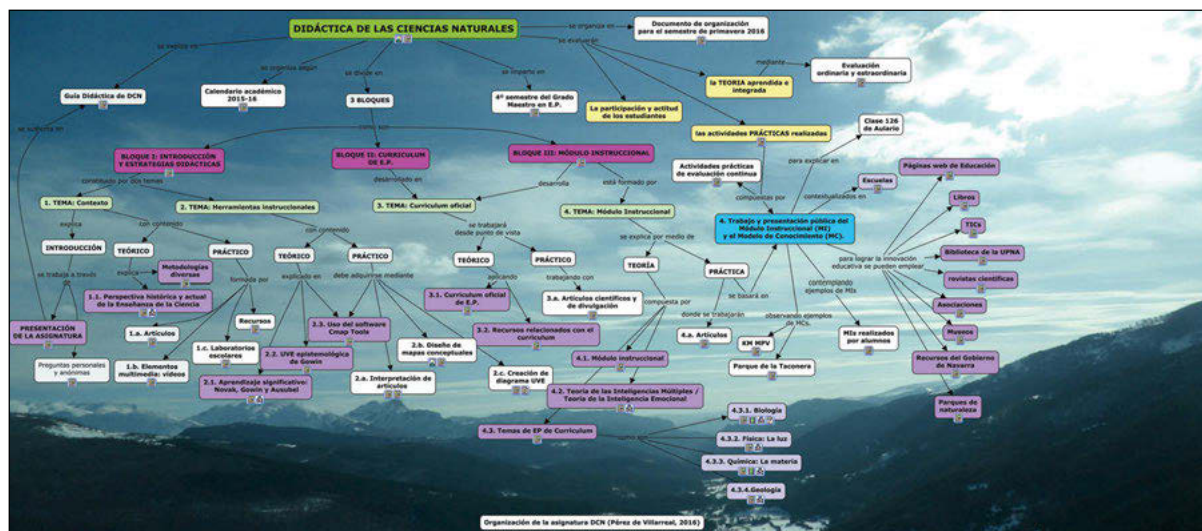 DIDÁCTICA DE LAS CIENCIAS NATURALES
se organiza en
Documento de organización
para el semestre de primavera 2016
se explica en
se organiza según
se divide en
se imparte en
se evaluarán
mediante
Evaluación
ordinaria y extraordinaria
la TEORIA aprendida e
integrada
Guía Didáctica de DCN
Calendario académico
2015-16
3 BLOQUES
4º semestre del Grado
Maestro en E.P.
La participación y actitud
de los estudiantes
las actividades PRÁCTICAS realizadas
Clase 126
de Aulario
se sustenta en
como son
BLOQUE I: INTRODUCCIÓN
Y ESTRATEGIAS DIDÁCTICAS
BLOQUE II: CURRICULUM
DE E.P.
BLOQUE III: MÓDULO INSTRUCCIONAL
Actividades prácticas
de evaluación continua
para explicar en
Páginas web de Educación
constituido por dos temas
desarrollado en
desarrolla
está formado por
compuestas por
contextualizados en
Escuelas
Libros
1. TEMA: Contexto
2. TEMA: Herramientas instruccionales
3. TEMA: Curriculum oficial
4. TEMA: Módulo Instruccional
4. Trabajo y presentación pública del
Módulo Instruccional (MI)
y el Modelo de Conocimiento (MC).
TICs
explica
con contenido
con contenido
se trabajará
desde punto de vista
se explica por medio de
para lograr la innovación
educativa se pueden emplear
Biblioteca de la UPNA
INTRODUCCIÓN
TEÓRICO
PRÁCTICO
TEÓRICO
PRÁCTICO
TEÓRICO
PRÁCTICO
TEORÍA
PRÁCTICA
revistas científicas
se trabaja a través
de
explica
Metodologías
diversas
formada por
explicado en
debe adquirirse mediante
aplicando
trabajando con
compuesta por
se basará en
contemplando
ejemplos de MIs
1.1. Perspectiva histórica y actual
de la Enseñanza de la Ciencia
3.1. Curriculum oficial
de E.P.
3.a. Artículos científicos y
de divulgación
donde se trabajarán
observando ejemplos
de MCs.
Asociaciones
PRESENTACIÓN
DE LA ASIGNATURA
1.a. Artículos
Recursos
2.3. Uso del software
Cmap Tools
3.2. Recursos relacionados con el
curriculum
4.a. Artículos
KM MPV
MIs realizados
por alumnos
Museos
1.c. Laboratorios
escolares
2.2. UVE epistemológica
de Gowin
2.b. Diseño de
mapas conceptuales
4.1. Módulo instruccional
Parque de la Taconera
Recursos del Gobierno
de Navarra
Preguntas personales
y anónimas
1.b. Elementos
multimedia: vídeos
2.1. Aprendizaje significativo:
Novak, Gowin y Ausubel
2.a. Interpretación de
artículos
2.c. Creación de
diagrama UVE
4.2. Teoría de las Inteligencias Múltiples /
Teoría de la Inteligencia Emocional
Parques de
naturaleza
4.3. Temas de EP de Curriculum
4.3.1. Biología
4.3.2. Física: La luz
4.3.3. Química: La materia
4.3.4.Geología
Organización de la asignatura DCN (Pérez de Villarreal, 2016)